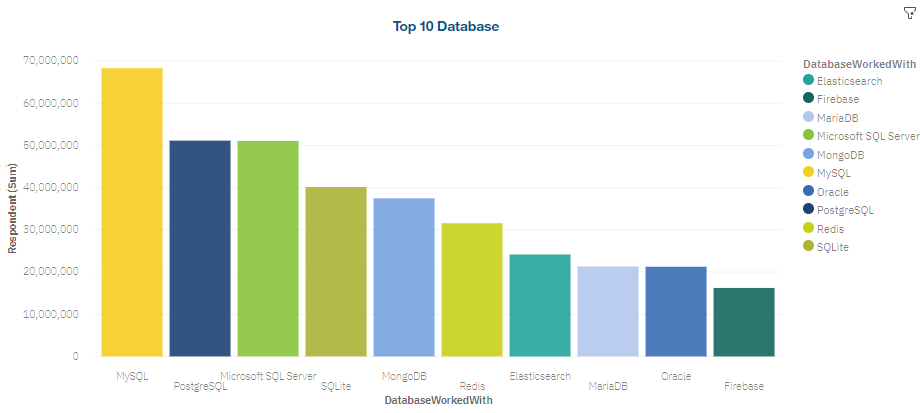 Top 10 Database
Respondent (Sum)
70,000,000
60,000,000
50,000,000
40,000,000
30,000,000
20,000,000
10,000,000
0
MySQL
PostgreSQL
Microsoft SQL Server
SQLite
MongoDB
Redis
Elasticsearch
MariaDB
Oracle
Firebase
DatabaseWorkedWith
DatabaseWorkedWith
Elasticsearch
Firebase
MariaDB
Microsoft SQL Server
MongoDB
MySQL
Oracle
PostgreSQL
Redis
SQLite